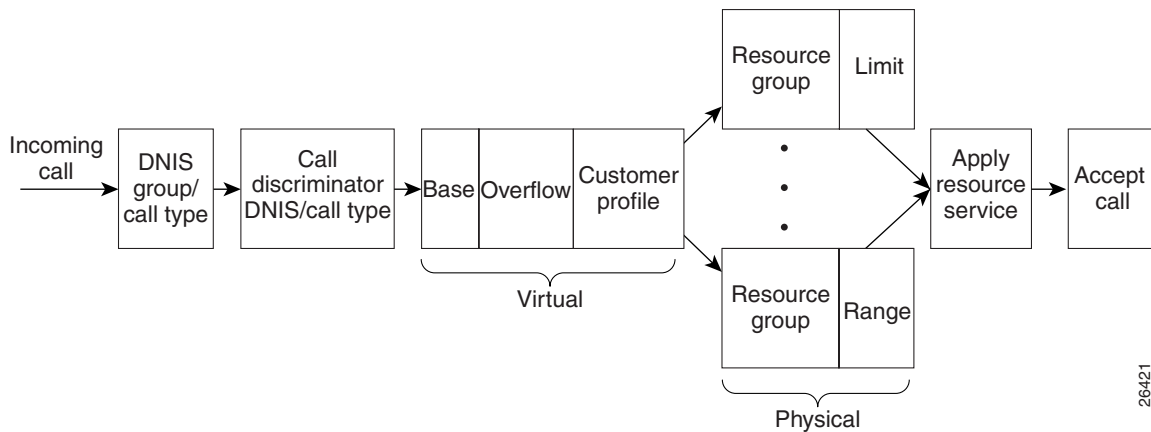 Incoming
call
DNIS
group/
call type
Call
discriminator
DNIS/call type
Base
Overflow
Customer
profile
Virtual
Resource
group
Limit
Resource
group
Range
Physical
Apply
resource
service
Accept
call
26421